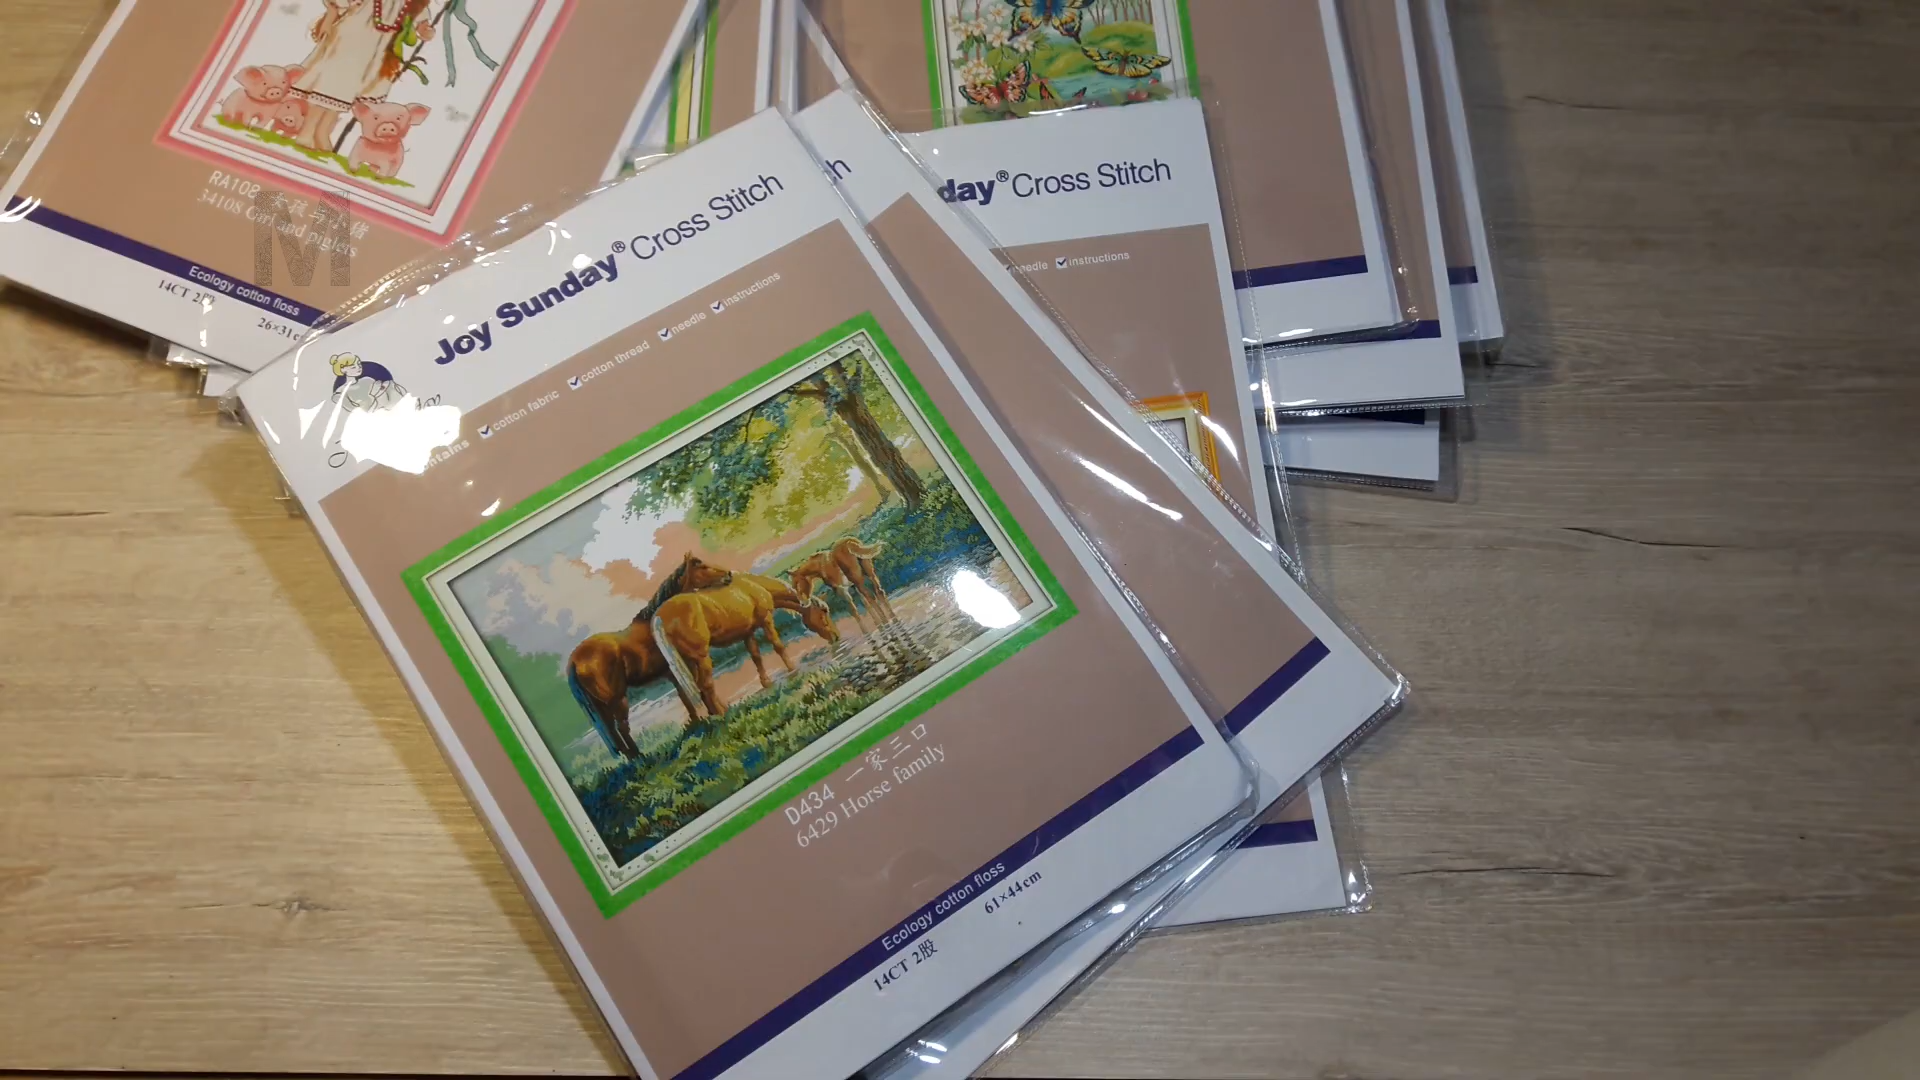 RA108
34108 Girl and piglets
Ecology cotton floss
14CT 2股
M
Joy Sunday® Cross Stitch
cotton fabric cotton thread needle instructions
D434 一家三口
6429 Horse family
Ecology cotton floss
14CT 2股 61×44cm
day® Cross Stitch
needle instructions